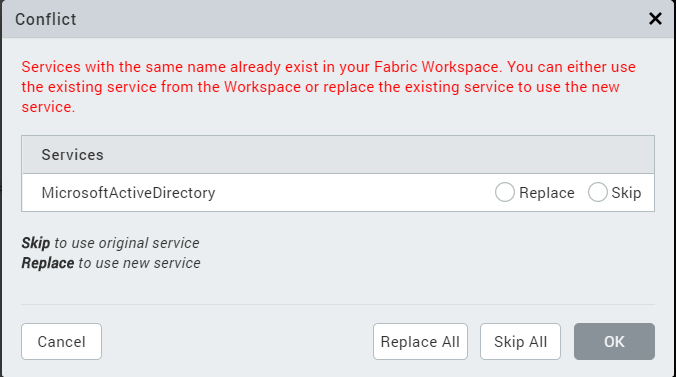 Conflict
Services with the same name already exist in your Fabric Workspace. You can either use
the existing service from the Workspace or replace the existing service to use the new
service.
Services
MicrosoftActiveDirectory Replace Skip
Skip to use original service
Replace to use new service
Cancel Replace All Skip All OK